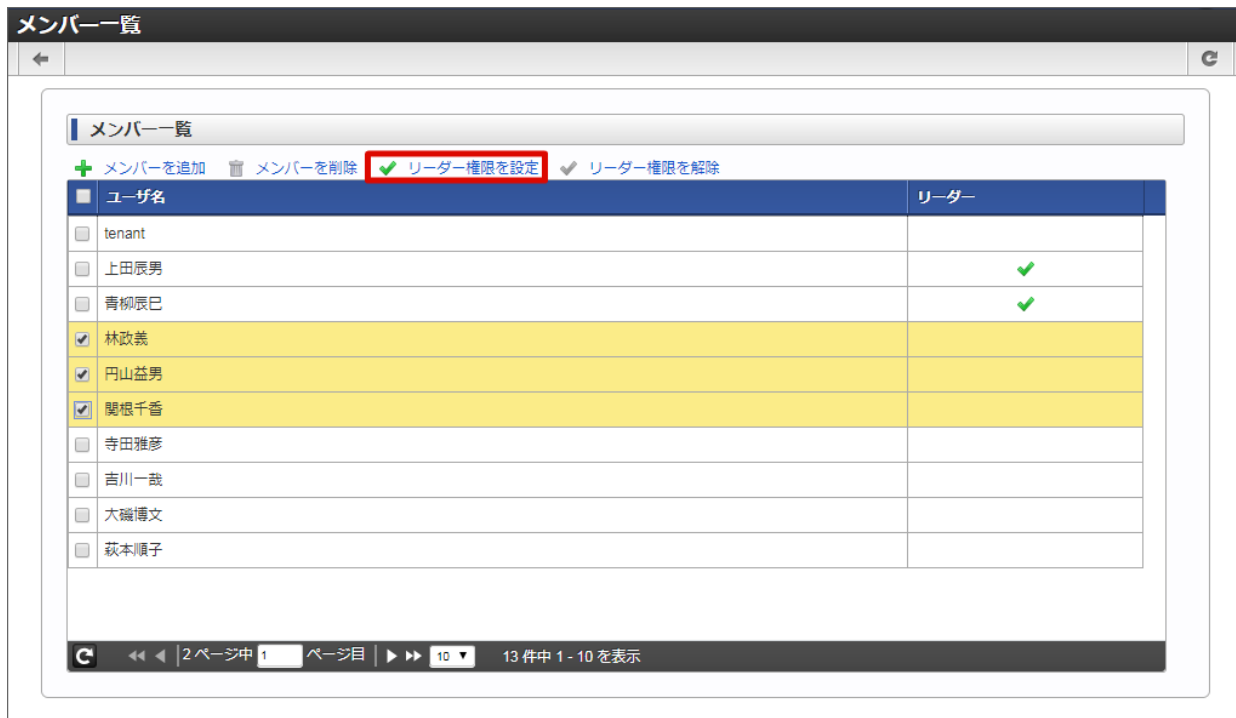 メンバー一覧
メンバー一覧
メンバーを追加 メンバーを削除 リーダー権限を設定 リーダー権限を解除
ユーザ名 リーダー
tenant
上田辰男
青柳辰巳
林政義
円山益男
関根千香
寺田雅彦
吉川一哉
大磯博文
萩本順子
2 ページ中 1 ページ目 10 13 件中 1 - 10 を表示